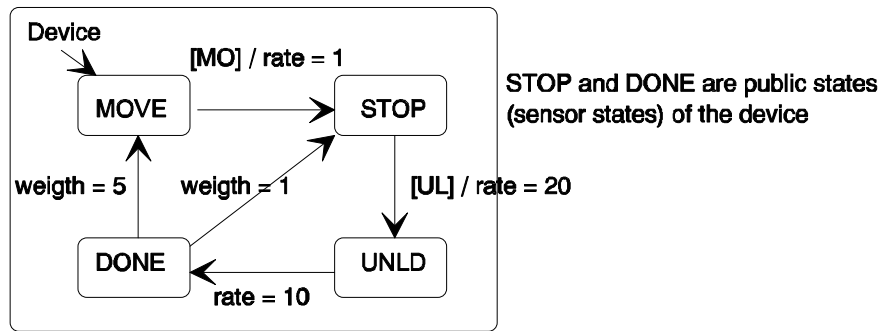 Device
[MO] / rate = 1
MOVE
STOP
STOP and DONE are public states
(sensor states) of the device
weigth = 5
weigth = 1
[UL] / rate = 20
DONE
UNLD
rate = 10